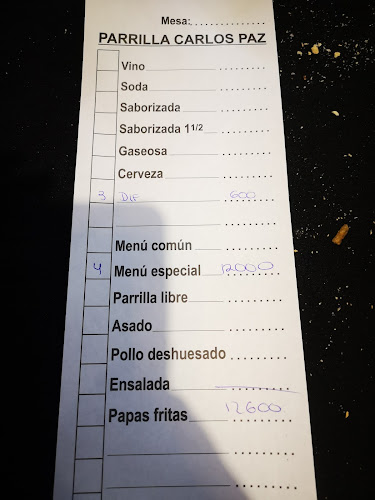 Mesa:..................
PARRILLA CARLOS PAZ
Vino ..........
Soda ..........
Saborizada ..........
Saborizada 1 1/2 ..........
Gaseosa ..........
Cerveza ..........
3 DIF 600
Menú común ..........
4 Menú especial 12000
Parrilla libre ..........
Asado ..........
Pollo deshuesado ..........
Ensalada ..........
Papas fritas 12600